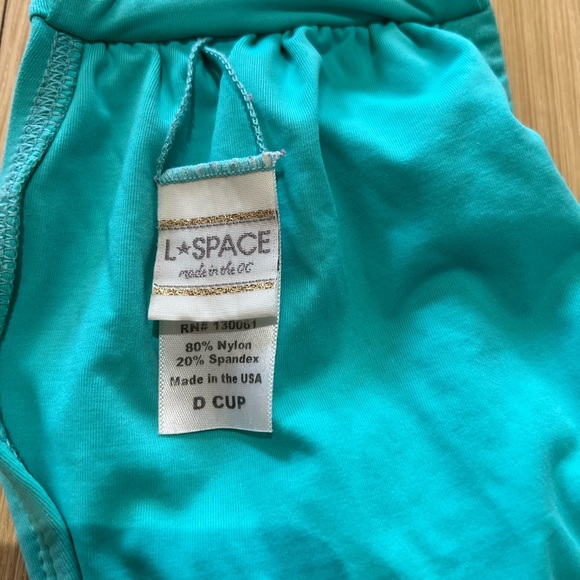 L★SPACE
made in the OC
RN# 130061
80% Nylon
20% Spandex
Made in the USA
D CUP